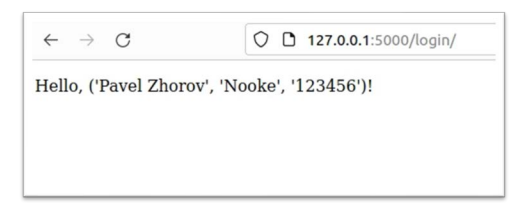 127.0.0.1:5000/login/
Hello, ('Pavel Zhorov', 'Nooke', '123456')!